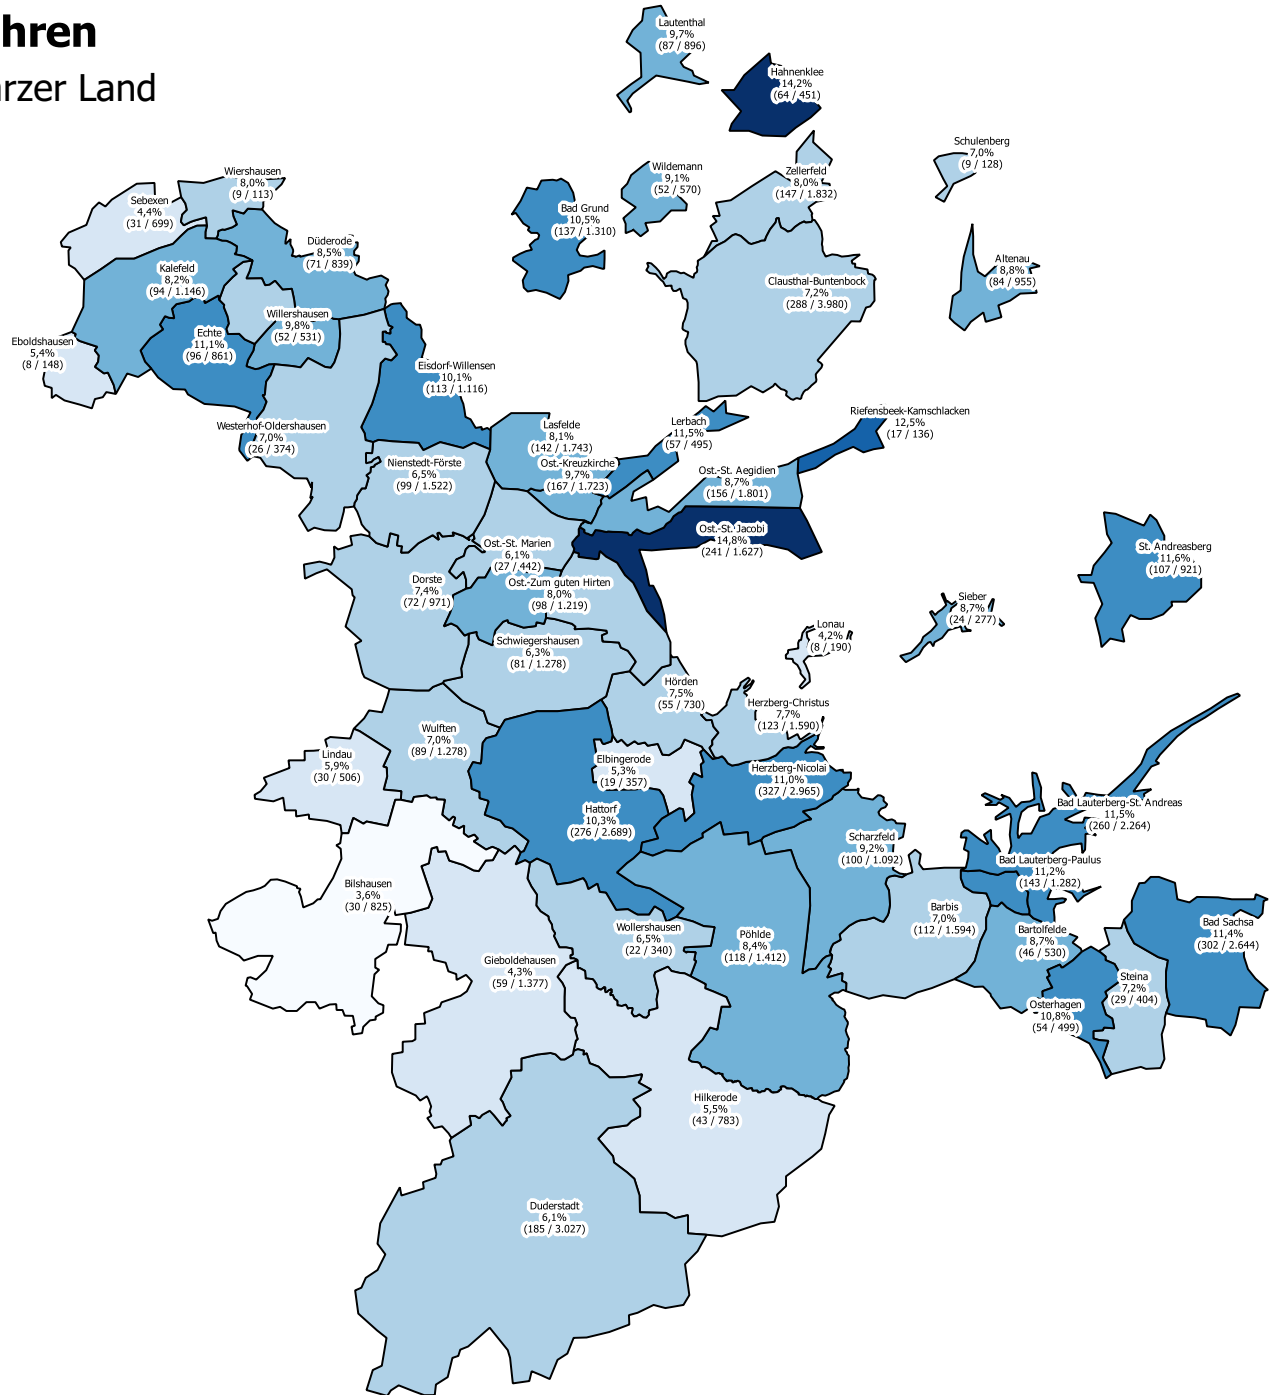 hren
arzer Land
Lautenthal
9,7%
(87 / 896)
Hahnenklee
14,2%
(64 / 451)
Schulenberg
7,0%
(9 / 128)
Wildemann
9,1%
(52 / 570)
Zellerfeld
8,0%
(147 / 1.832)
Wiershausen
8,0%
(9 / 113)
Sebexen
4,4%
(31 / 699)
Bad Grund
10,5%
(137 / 1.310)
Düderode
8,5%
(71 / 839)
Altenau
8,8%
(84 / 955)
Kalefeld
8,2%
(94 / 1.146)
Clausthal-Buntenbock
7,2%
(288 / 3.980)
Willershausen
9,8%
(52 / 531)
Echte
11,1%
(96 / 861)
Eboldshausen
5,4%
(8 / 148)
Eisdorf-Willensen
10,1%
(113 / 1.116)
Riefensbeek-Kamschlacken
12,5%
(17 / 136)
Lerbach
11,5%
(57 / 495)
Westerhof-Oldershausen
7,0%
(26 / 374)
Lasfelde
8,1%
(142 / 1.743)
Nienstedt-Förste
6,5%
(99 / 1.522)
Ost.-Kreuzkirche
9,7%
(167 / 1.723)
Ost.-St. Aegidien
8,7%
(156 / 1.801)
Ost.-St. Jacobi
14,8%
(241 / 1.627)
Ost.-St. Marien
6,1%
(27 / 442)
St. Andreasberg
11,6%
(107 / 921)
Dorste
7,4%
(72 / 971)
Ost.-Zum guten Hirten
8,0%
(98 / 1.219)
Sieber
8,7%
(24 / 277)
Lonau
4,2%
(8 / 190)
Schwiegershausen
6,3%
(81 / 1.278)
Hörden
7,5%
(55 / 730)
Herzberg-Christus
7,7%
(123 / 1.590)
Wulften
7,0%
(89 / 1.278)
Lindau
5,9%
(30 / 506)
Elbingerode
5,3%
(19 / 357)
Herzberg-Nicolai
11,0%
(327 / 2.965)
Hattorf
10,3%
(276 / 2.689)
Bad Lauterberg-St. Andreas
11,5%
(260 / 2.264)
Scharzfeld
9,2%
(100 / 1.092)
Bad Lauterberg-Paulus
11,2%
(143 / 1.282)
Bilshausen
3,6%
(30 / 825)
Barbis
7,0%
(112 / 1.594)
Bad Sachsa
11,4%
(302 / 2.644)
Wollershausen
6,5%
(22 / 340)
Pöhlde
8,4%
(118 / 1.412)
Bartolfelde
8,7%
(46 / 530)
Gieboldehausen
4,3%
(59 / 1.377)
Steina
7,2%
(29 / 404)
Osterhagen
10,8%
(54 / 499)
Hilkerode
5,5%
(43 / 783)
Duderstadt
6,1%
(185 / 3.027)